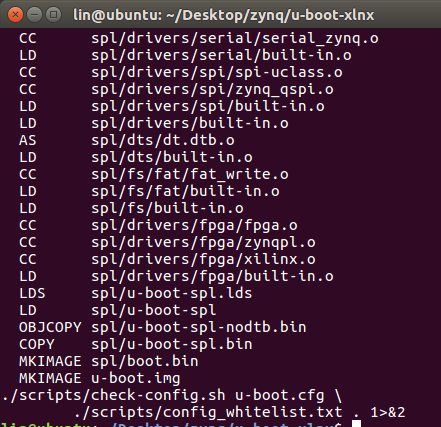 lin@ubuntu: ~/Desktop/zynq/u-boot-xlnx
CC spl/drivers/serial/serial_zynq.o
LD spl/drivers/serial/built-in.o
CC spl/drivers/spi/spi-uclass.o
CC spl/drivers/spi/zynq_qspi.o
LD spl/drivers/spi/built-in.o
LD spl/drivers/built-in.o
AS spl/dts/dt.dtb.o
LD spl/dts/built-in.o
CC spl/fs/fat/fat_write.o
LD spl/fs/fat/built-in.o
LD spl/fs/built-in.o
CC spl/drivers/fpga/fpga.o
CC spl/drivers/fpga/zynqpl.o
CC spl/drivers/fpga/xilinx.o
LD spl/drivers/fpga/built-in.o
LDS spl/u-boot-spl.lds
LD spl/u-boot-spl
OBJCOPY spl/u-boot-spl-nodtb.bin
COPY spl/u-boot-spl.bin
MKIMAGE spl/boot.bin
MKIMAGE u-boot.img
./scripts/check-config.sh u-boot.cfg \
./scripts/config_whitelist.txt . 1>&2
lin@ubuntu:~/Desktop/zynq/u-boot-xlnx$